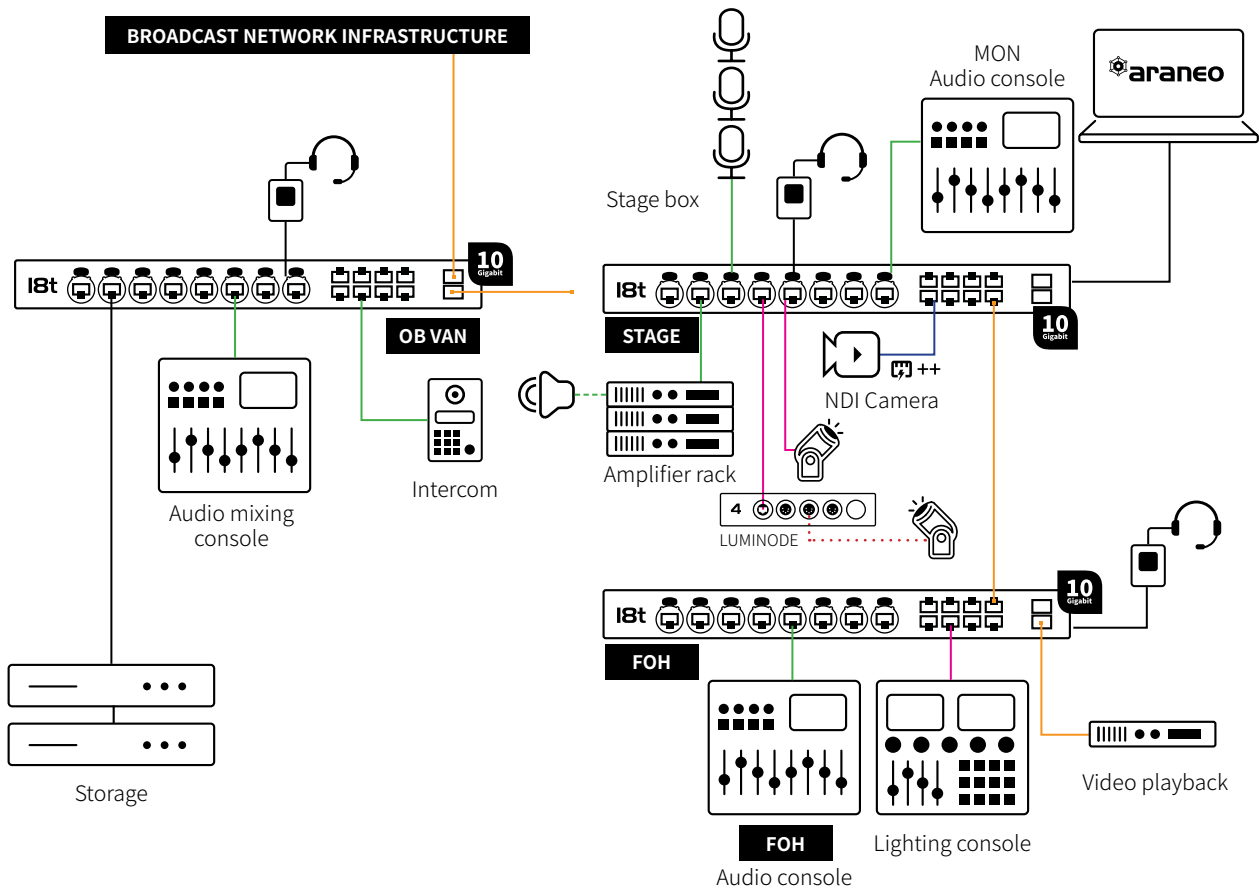 BROADCAST NETWORK INFRASTRUCTURE
MON
Audio console
araneo
Stage box
18t
10
Gigabit
OB VAN
18t
10
Gigabit
STAGE
++
NDI Camera
Audio mixing
console
Intercom
Amplifier rack
4
LUMINODE
18t
10
Gigabit
FOH
Storage
Video playback
FOH
Audio console
Lighting console